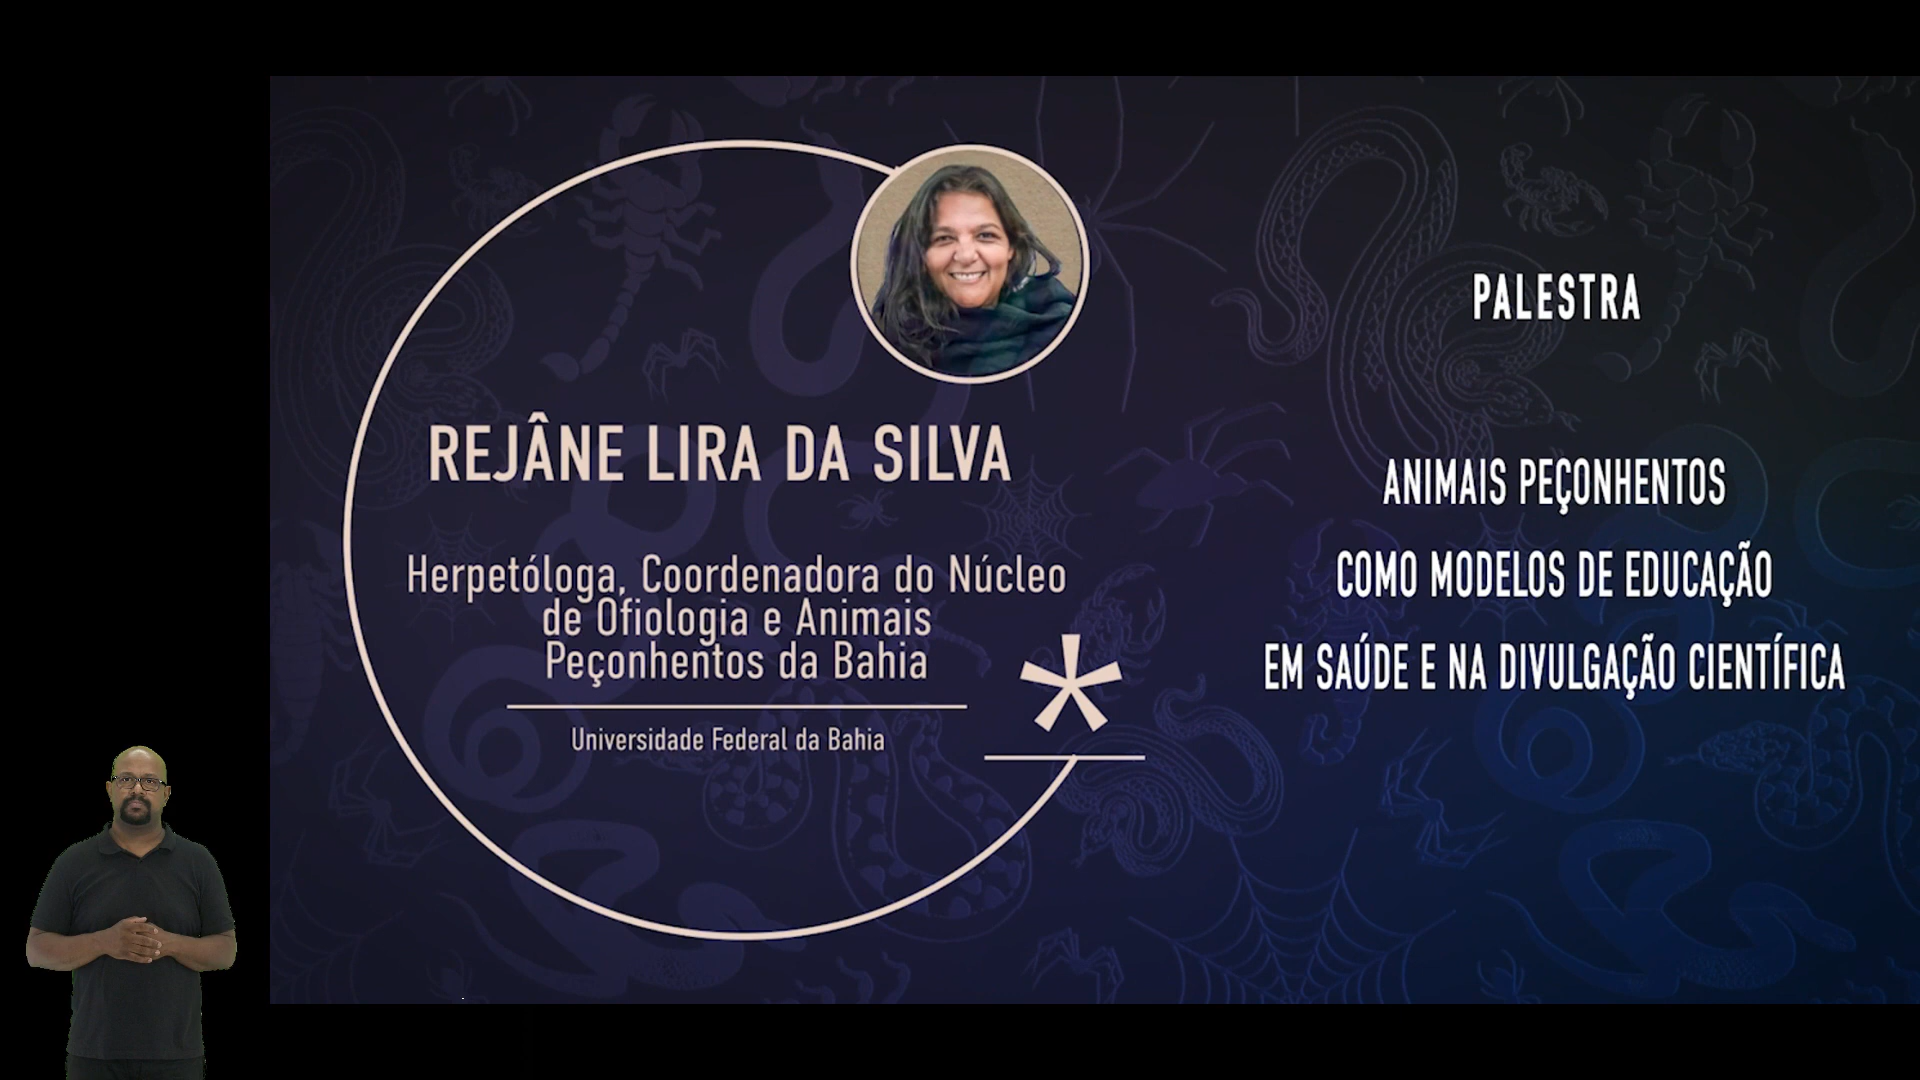 REJÂNE LIRA DA SILVA
Herpetóloga, Coordenadora do Núcleo
de Ofiologia e Animais
Peçonhentos da Bahia
Universidade Federal da Bahia
PALESTRA
ANIMAIS PEÇONHENTOS
COMO MODELOS DE EDUCAÇÃO
EM SAÚDE E NA DIVULGAÇÃO CIENTÍFICA